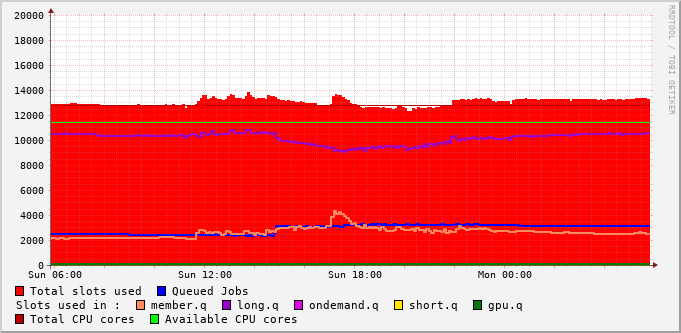 RRDTOOL / TOBI OETIKER
20000
18000
16000
14000
12000
10000
8000
6000
4000
2000
0
Sun 06:00 Sun 12:00 Sun 18:00 Mon 00:00
Total slots used Queued Jobs
Slots used in : member.q long.q ondemand.q short.q gpu.q
Total CPU cores Available CPU cores